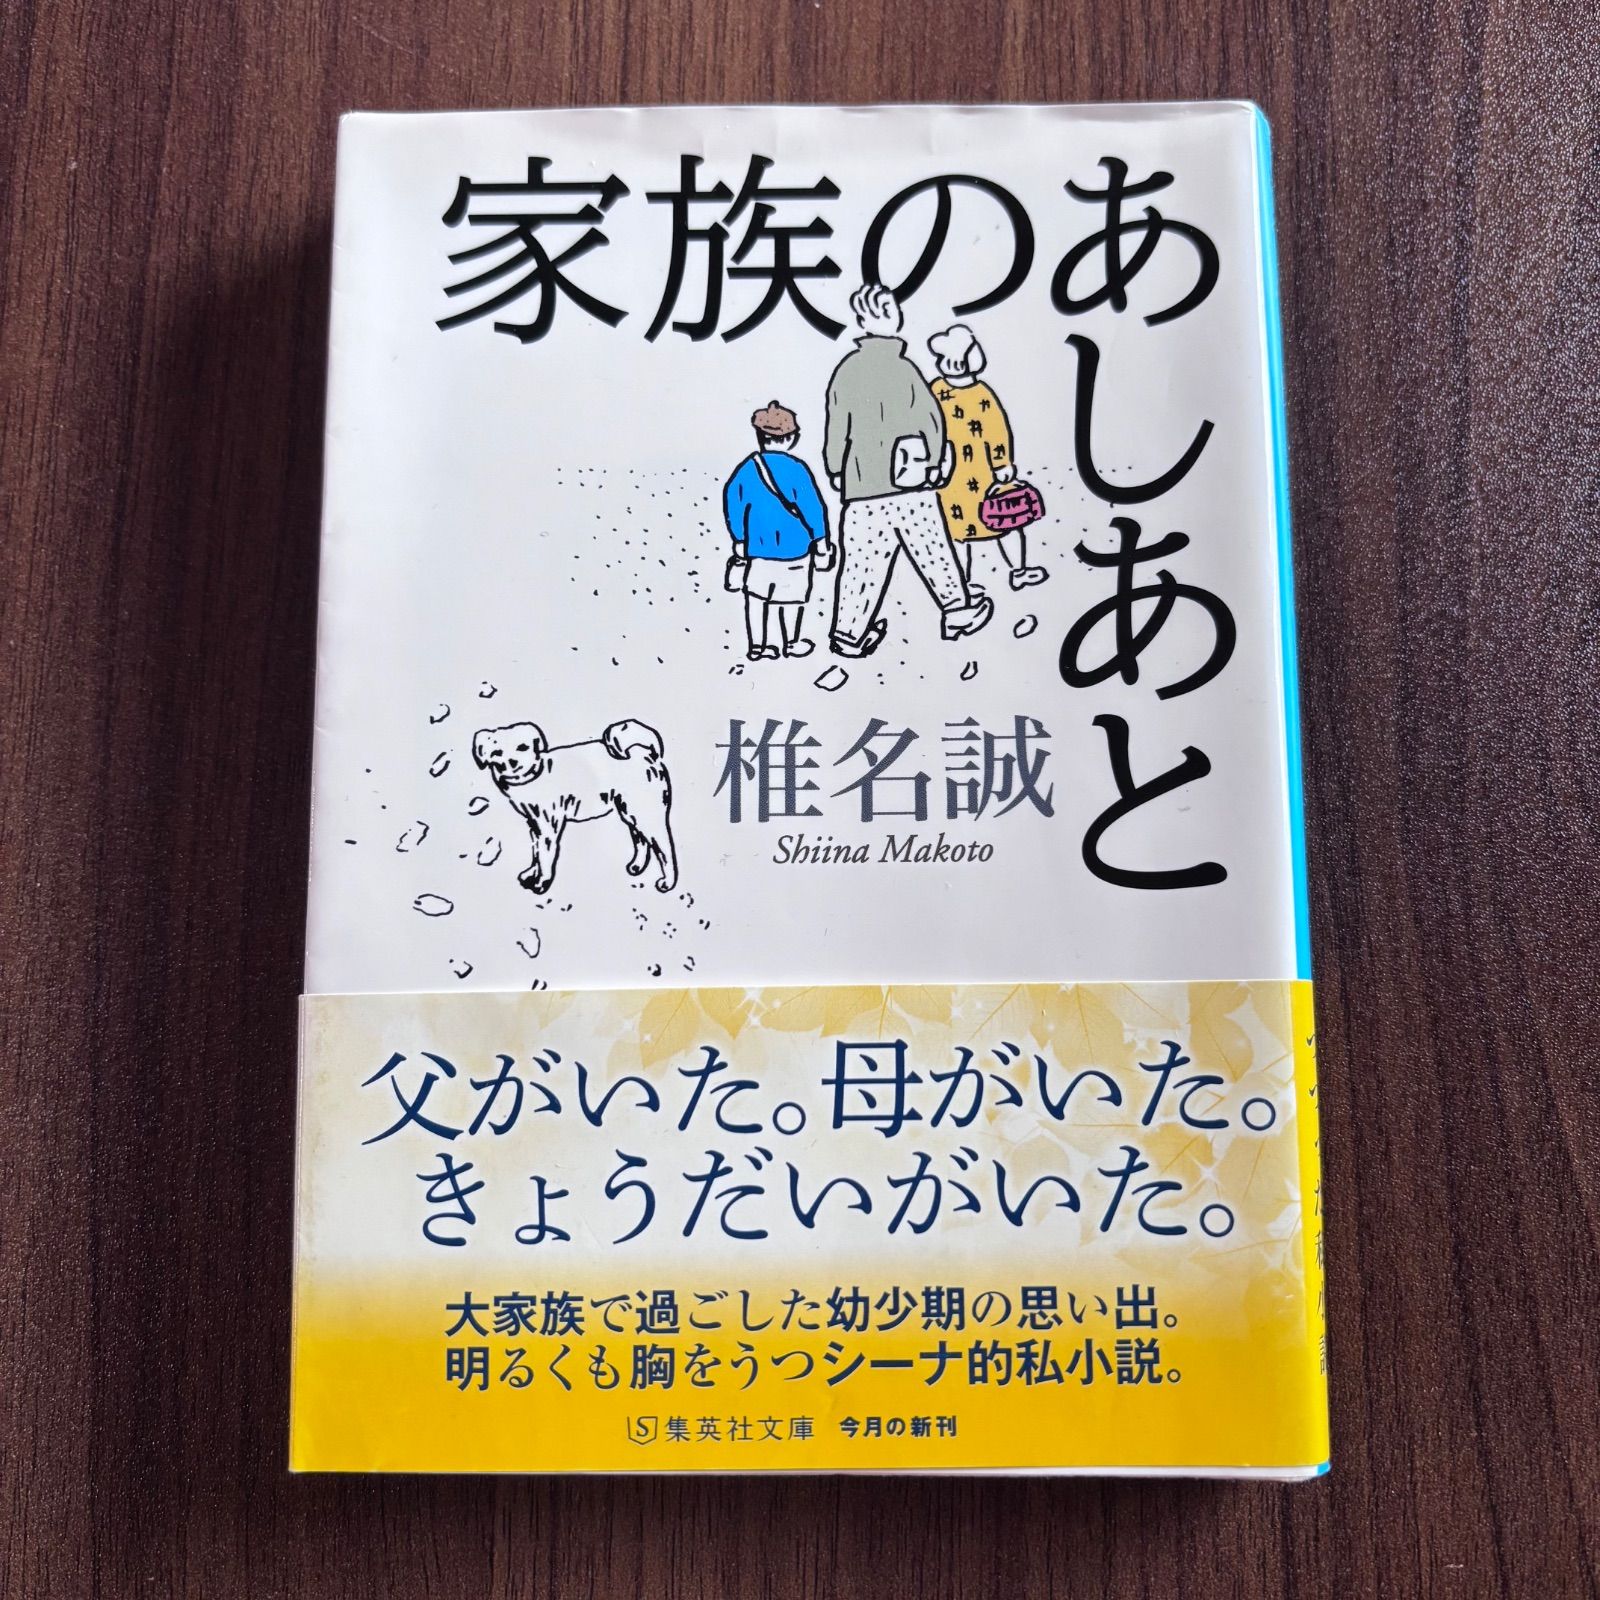 家族のあしあと
椎名誠
Shiina Makoto
父がいた。母がいた。
きょうだいがいた。
大家族で過ごした幼少期の思い出。
明るくも胸をうつシーナ的私小説。
S 集英社文庫 今月の新刊